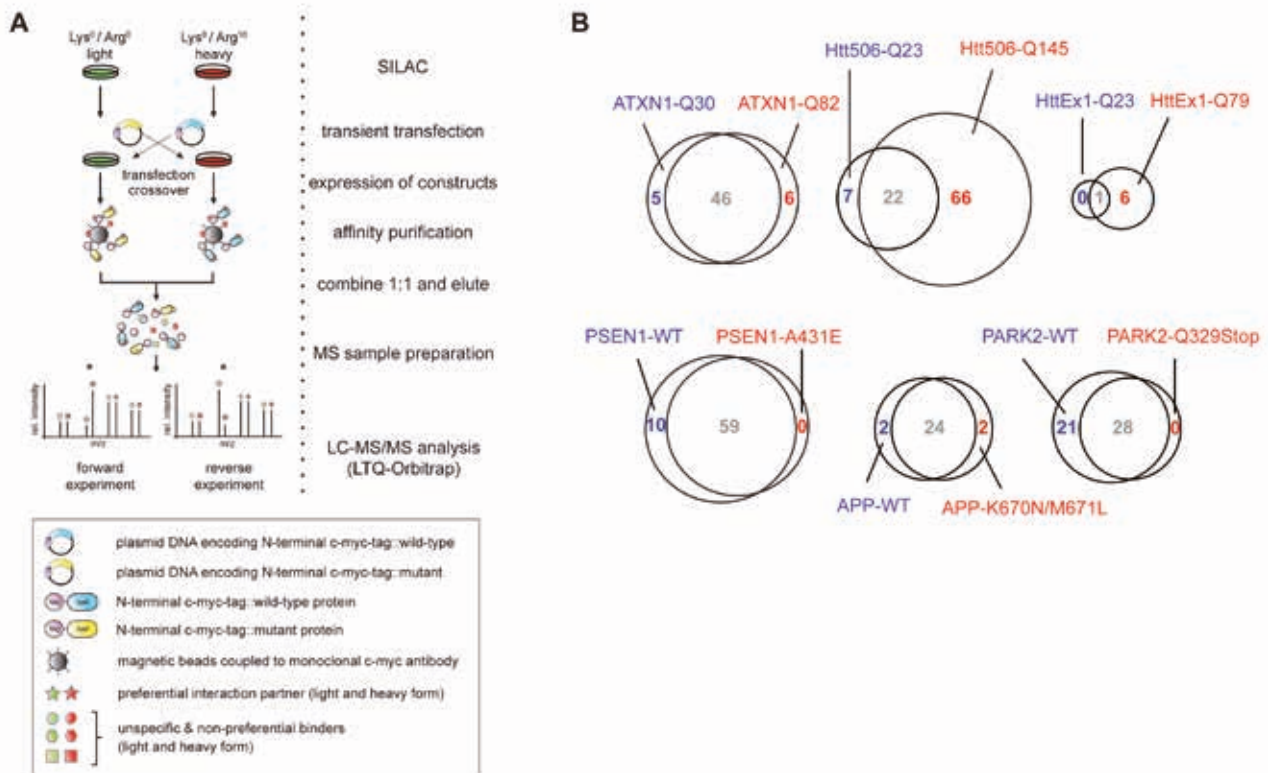 A
Lys⁰ / Arg⁰
light
Lys⁸ / Arg¹⁰
heavy
transfection
crossover
rel. intensity
m/z
rel. intensity
m/z
forward
experiment
reverse
experiment
SILAC
transient transfection
expression of constructs
affinity purification
combine 1:1 and elute
MS sample preparation
LC-MS/MS analysis
(LTQ-Orbitrap)
plasmid DNA encoding N-terminal c-myc-tag::wild-type
plasmid DNA encoding N-terminal c-myc-tag::mutant
N-terminal c-myc-tag::wild-type protein
N-terminal c-myc-tag::mutant protein
magnetic beads coupled to monoclonal c-myc antibody
preferential interaction partner (light and heavy form)
unspecific & non-preferential binders
(light and heavy form)
B
ATXN1-Q30
ATXN1-Q82
5
46
6
Htt506-Q23
Htt506-Q145
7
22
66
HttEx1-Q23
HttEx1-Q79
0
1
6
PSEN1-WT
PSEN1-A431E
10
59
0
2
24
2
APP-WT
APP-K670N/M671L
PARK2-WT
PARK2-Q329Stop
21
28
0